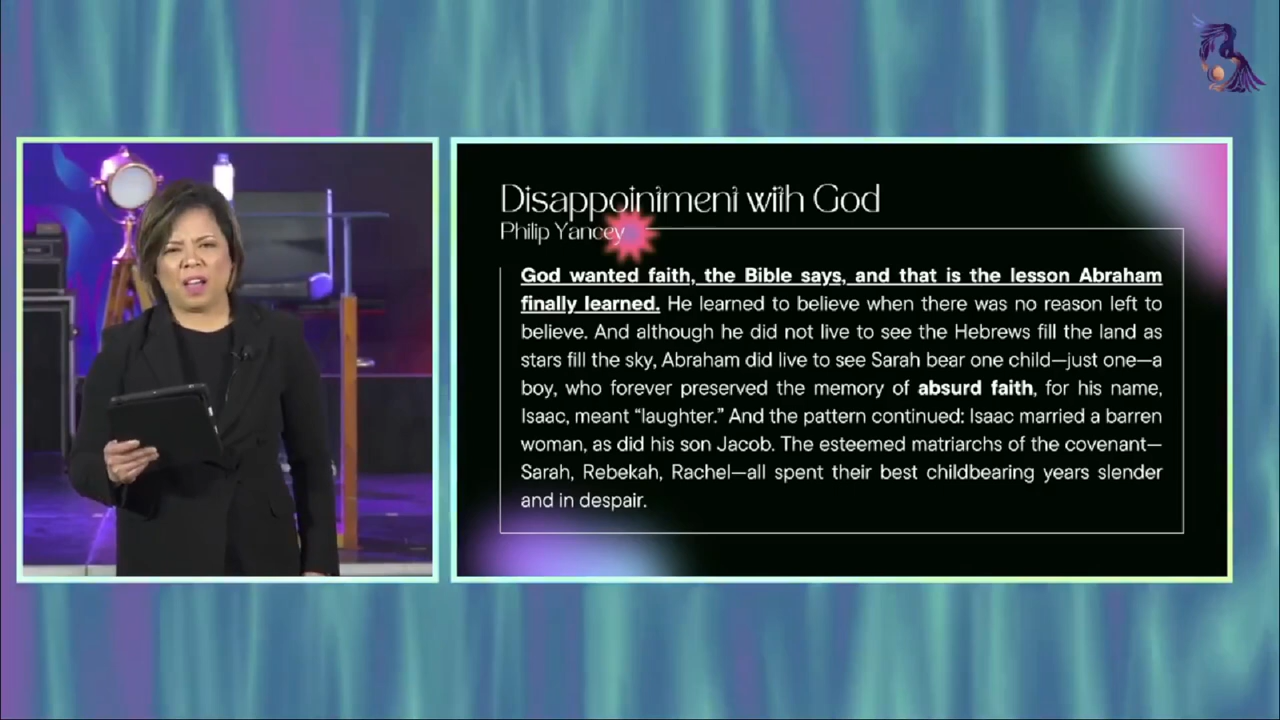 Disappointment with God
Philip Yancey
God wanted faith, the Bible says, and that is the lesson Abraham
finally learned. He learned to believe when there was no reason left to
believe. And although he did not live to see the Hebrews fill the land as
stars fill the sky, Abraham did live to see Sarah bear one child—just one—a
boy, who forever preserved the memory of absurd faith, for his name,
Isaac, meant “laughter.” And the pattern continued: Isaac married a barren
woman, as did his son Jacob. The esteemed matriarchs of the covenant—
Sarah, Rebekah, Rachel—all spent their best childbearing years slender
and in despair.